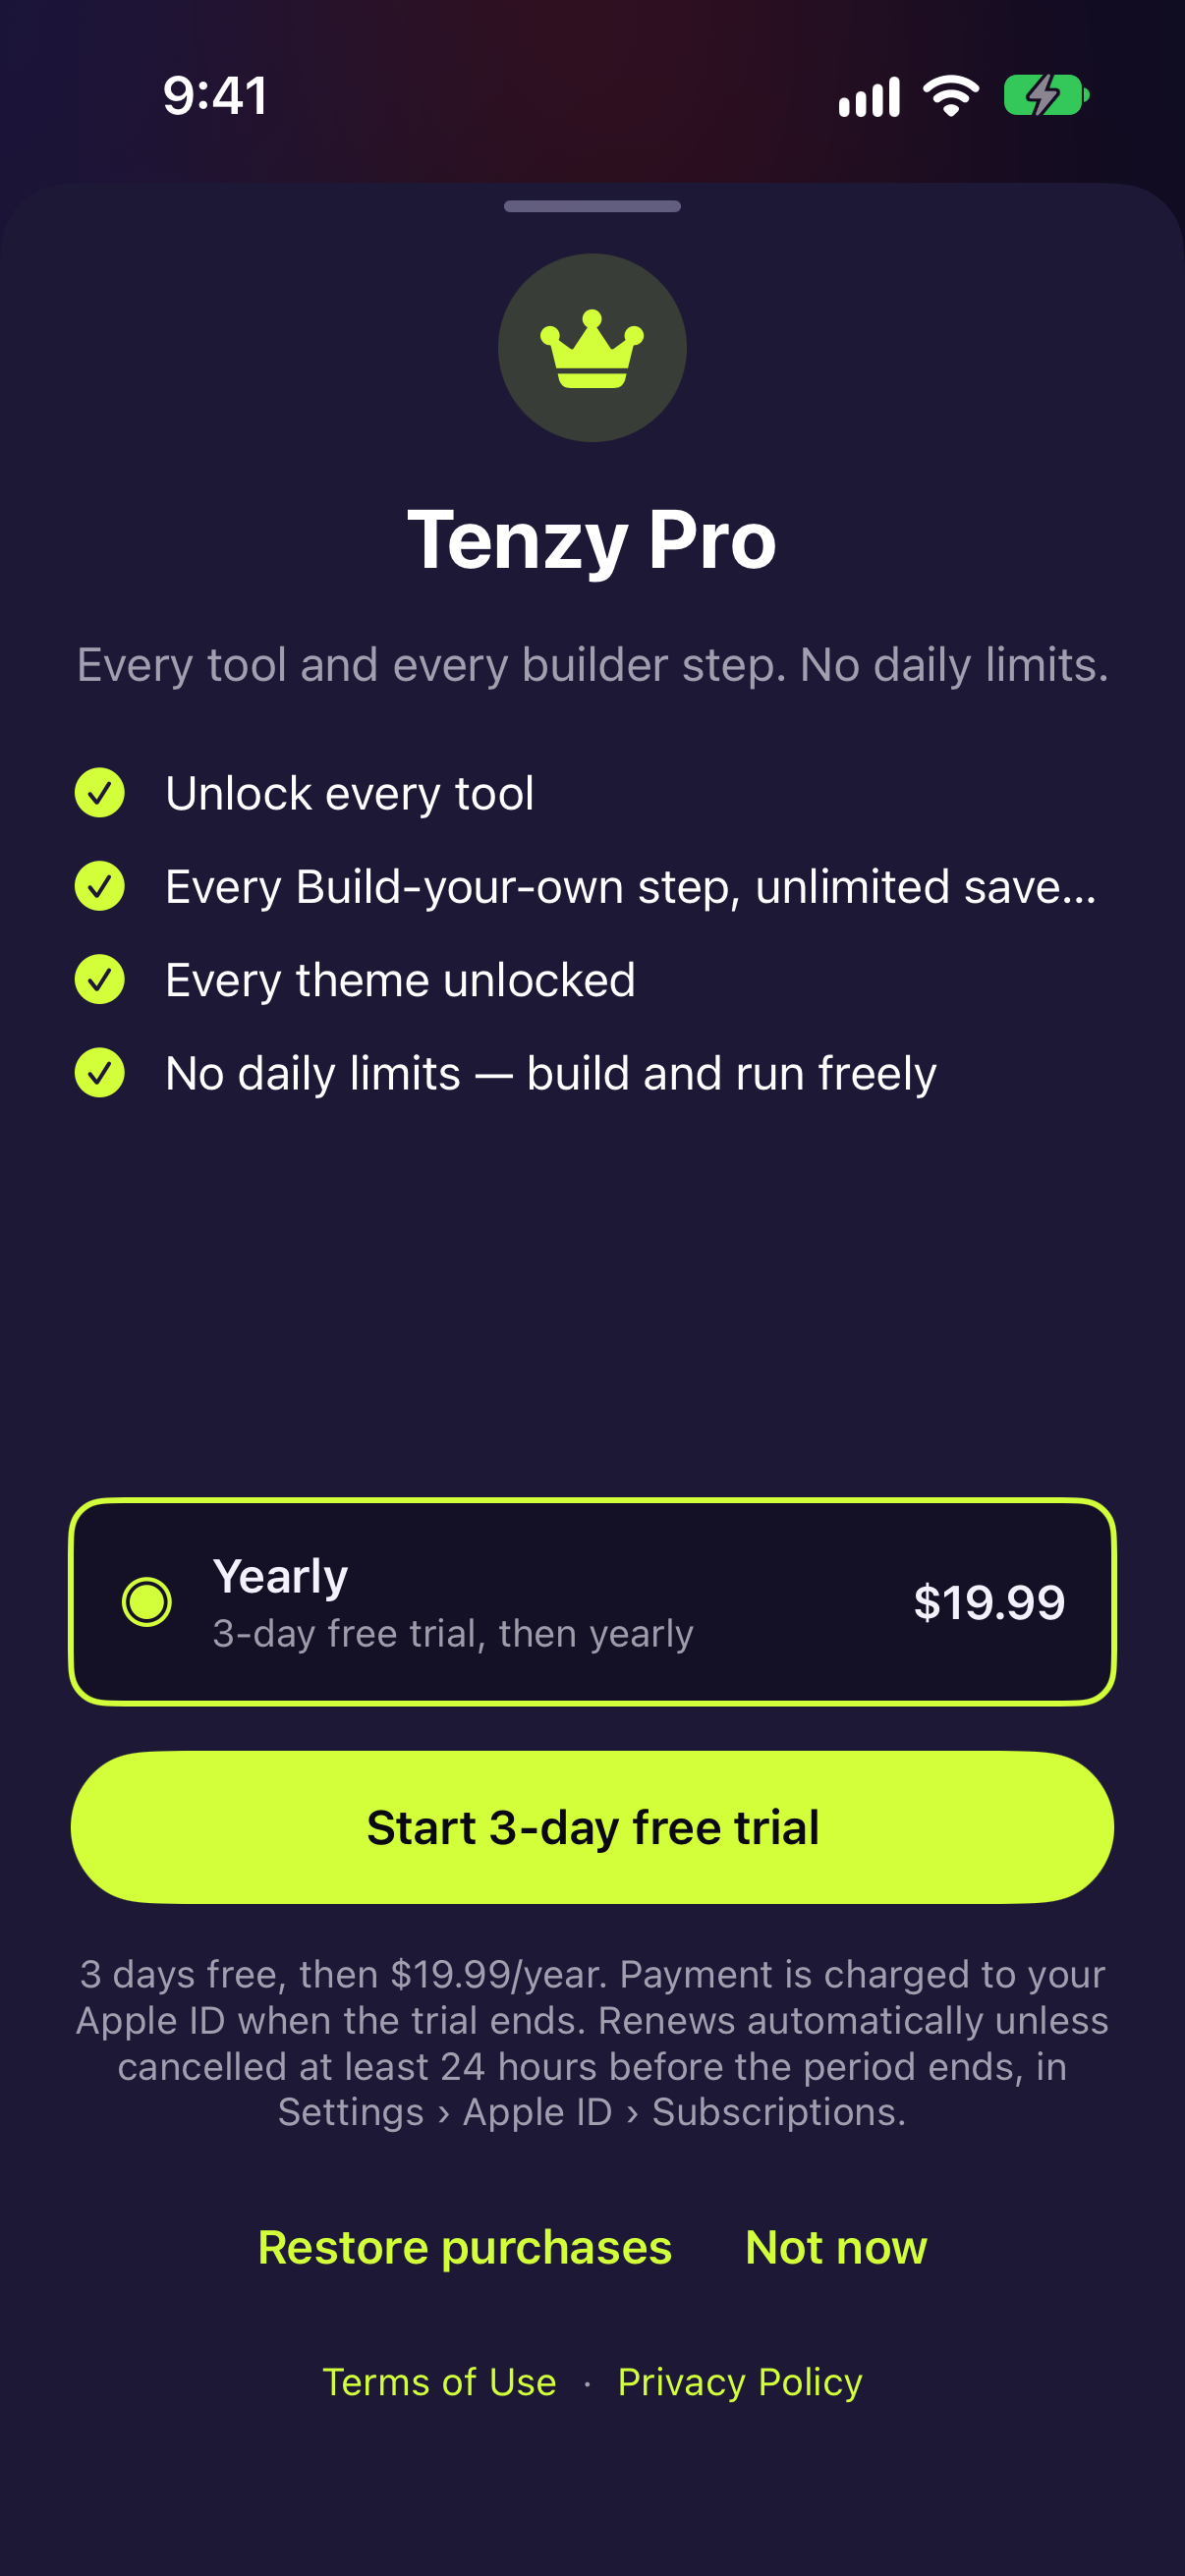 9:41
Tenzy Pro
Every tool and every builder step. No daily limits.
Unlock every tool
Every Build-your-own step, unlimited save...
Every theme unlocked
No daily limits — build and run freely
Yearly
3-day free trial, then yearly
$19.99
Start 3-day free trial
3 days free, then $19.99/year. Payment is charged to your
Apple ID when the trial ends. Renews automatically unless
cancelled at least 24 hours before the period ends, in
Settings › Apple ID › Subscriptions.
Restore purchases Not now
Terms of Use · Privacy Policy